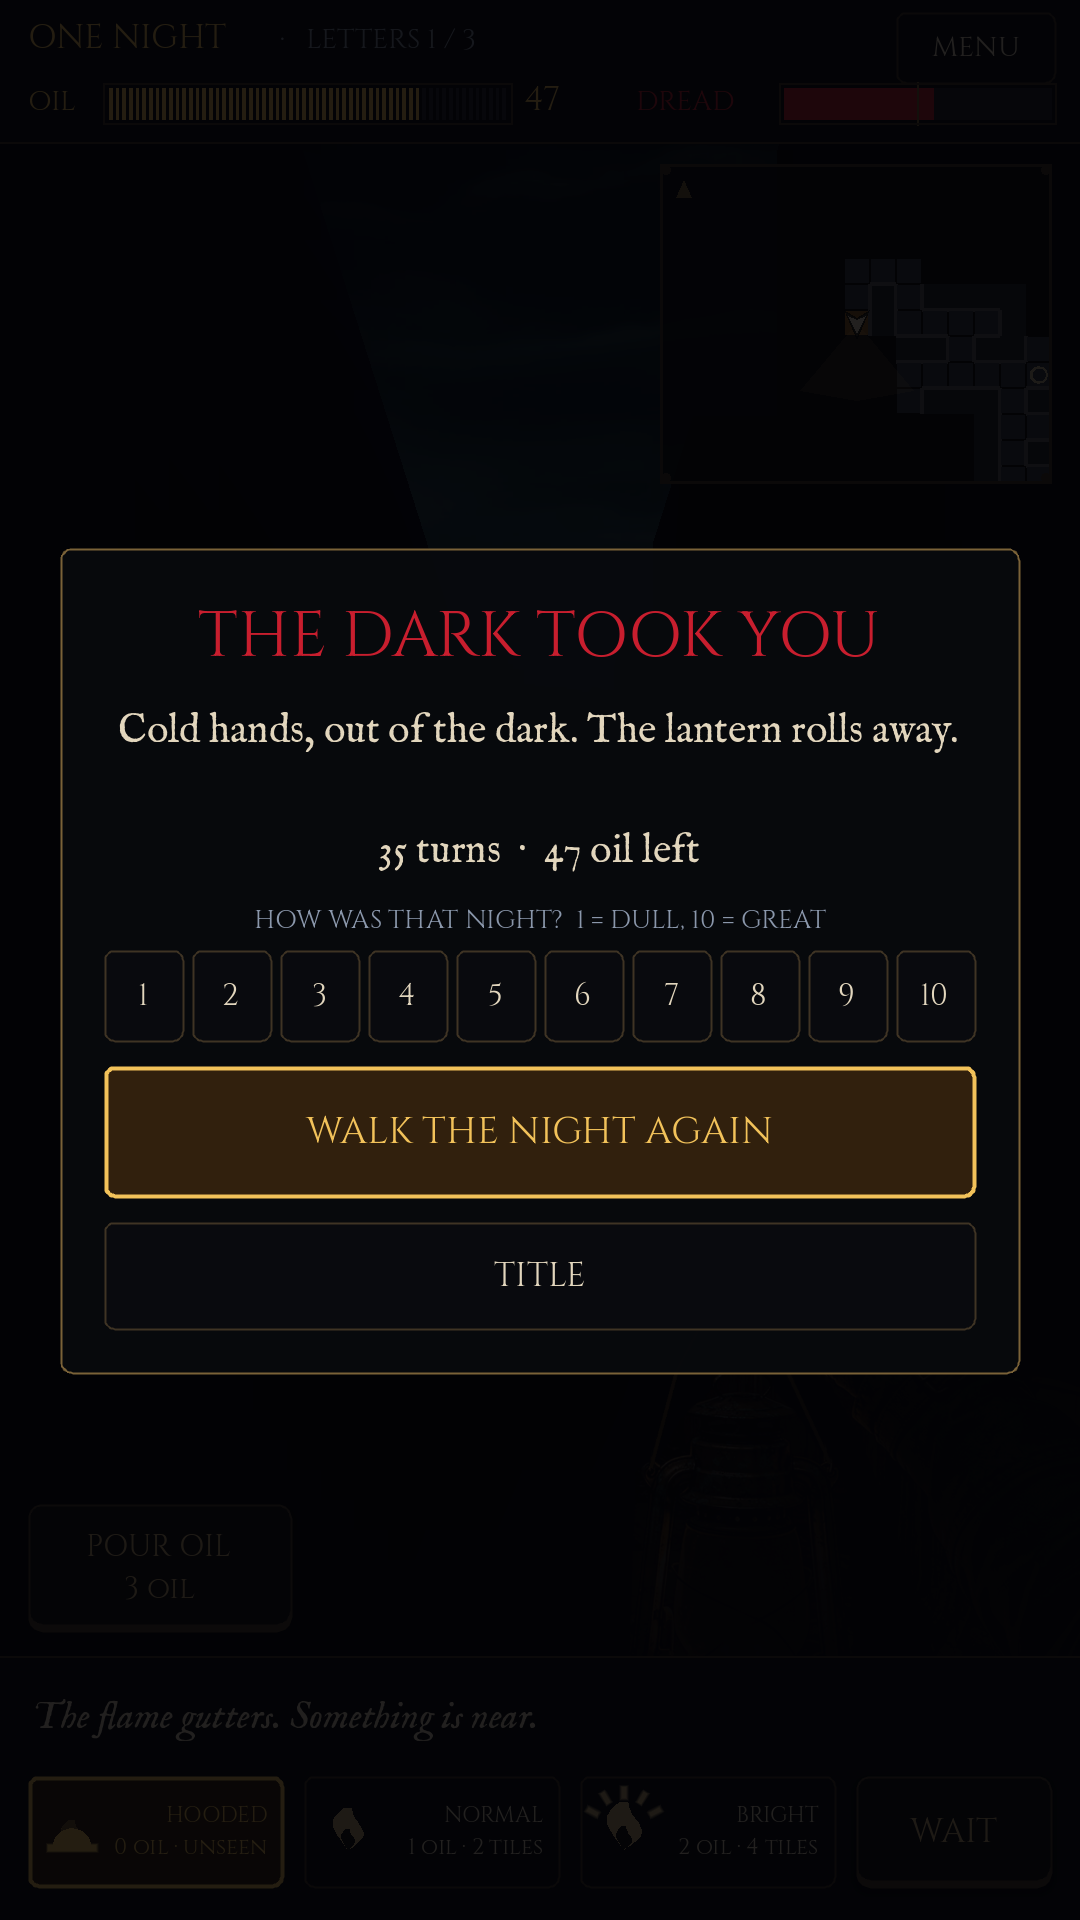 ONE NIGHT · LETTERS 1 / 3
MENU
OIL 47 DREAD
THE DARK TOOK YOU
Cold hands, out of the dark. The lantern rolls away.
35 turns · 47 oil left
HOW WAS THAT NIGHT? 1 = DULL, 10 = GREAT
1 2 3 4 5 6 7 8 9 10
WALK THE NIGHT AGAIN
TITLE
POUR OIL
3 OIL
The flame gutters. Something is near.
HOODED
0 OIL · UNSEEN
NORMAL
1 OIL · 2 TILES
BRIGHT
2 OIL · 4 TILES
WAIT